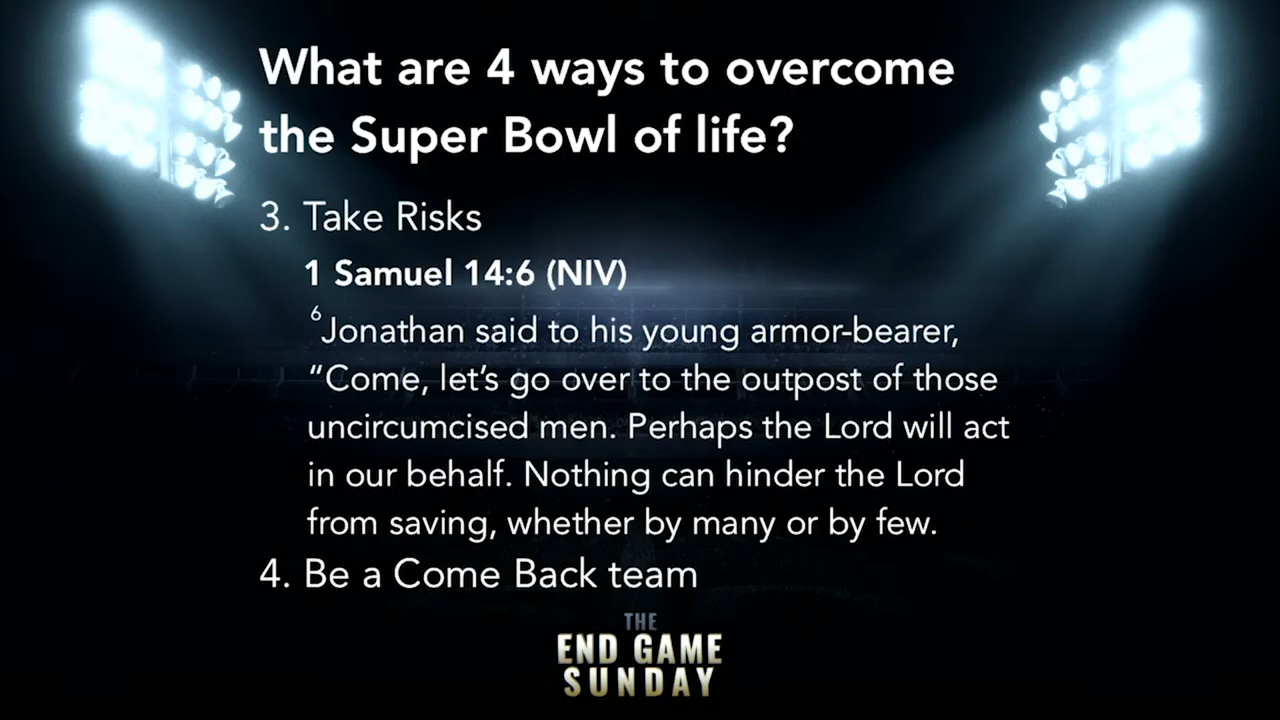 What are 4 ways to overcome
the Super Bowl of life?
3. Take Risks
1 Samuel 14:6 (NIV)
6Jonathan said to his young armor-bearer,
“Come, let’s go over to the outpost of those
uncircumcised men. Perhaps the Lord will act
in our behalf. Nothing can hinder the Lord
from saving, whether by many or by few.
4. Be a Come Back team
THE
END GAME
SUNDAY